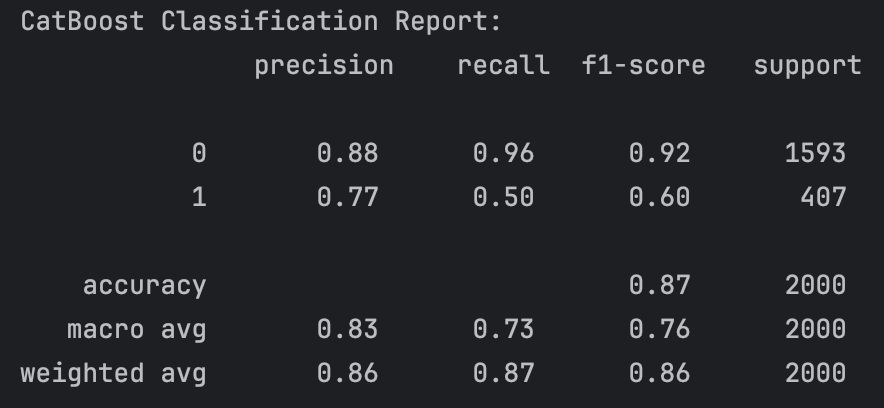 CatBoost Classification Report:
precision recall f1-score support
0 0.88 0.96 0.92 1593
1 0.77 0.50 0.60 407
accuracy 0.87 2000
macro avg 0.83 0.73 0.76 2000
weighted avg 0.86 0.87 0.86 2000